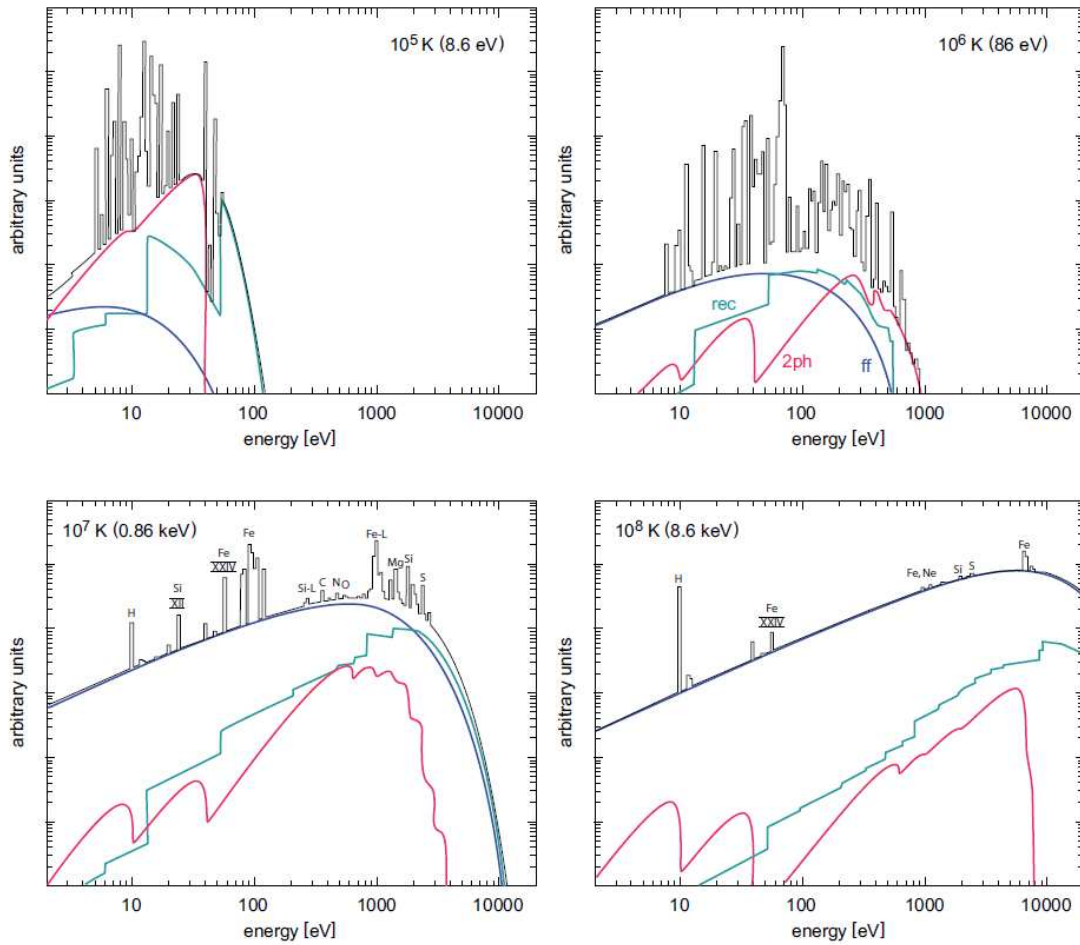 10⁵ K (8.6 eV)
arbitrary units
10 100 1000 10000
energy [eV]
10⁶ K (86 eV)
arbitrary units
rec
2ph
ff
10 100 1000 10000
energy [eV]
10⁷ K (0.86 keV)
arbitrary units
H
Si
XII
Fe
XXIV
Fe
Si-L
C
N
O
Fe-L
Mg
Si
S
10 100 1000 10000
energy [eV]
10⁸ K (8.6 keV)
arbitrary units
H
Fe
XXIV
Fe, Ne
Si
S
Fe
10 100 1000 10000
energy [eV]